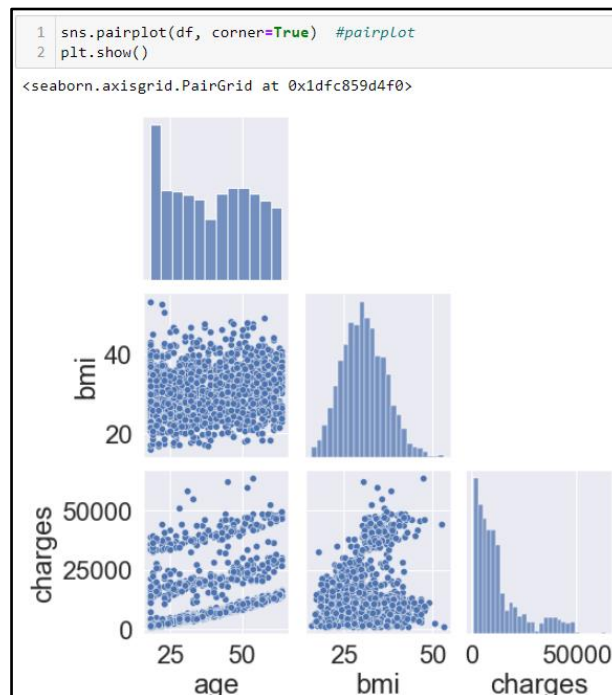 1 sns.pairplot(df, corner=True) #pairplot
2 plt.show()
<seaborn.axisgrid.PairGrid at 0x1dfc859d4f0>
bmi
40
20
charges
50000
25000
0
25 50
25 50
0 50000
age
bmi
charges